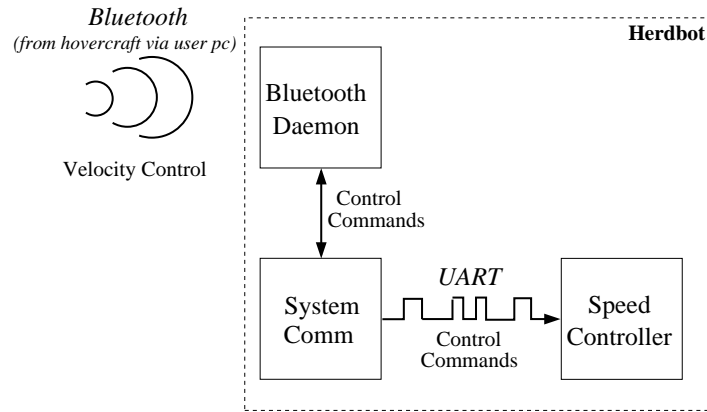 Bluetooth
(from hovercraft via user pc)
Velocity Control
Herdbot
Bluetooth
Daemon
Control
Commands
System
Comm
UART
Control
Commands
Speed
Controller